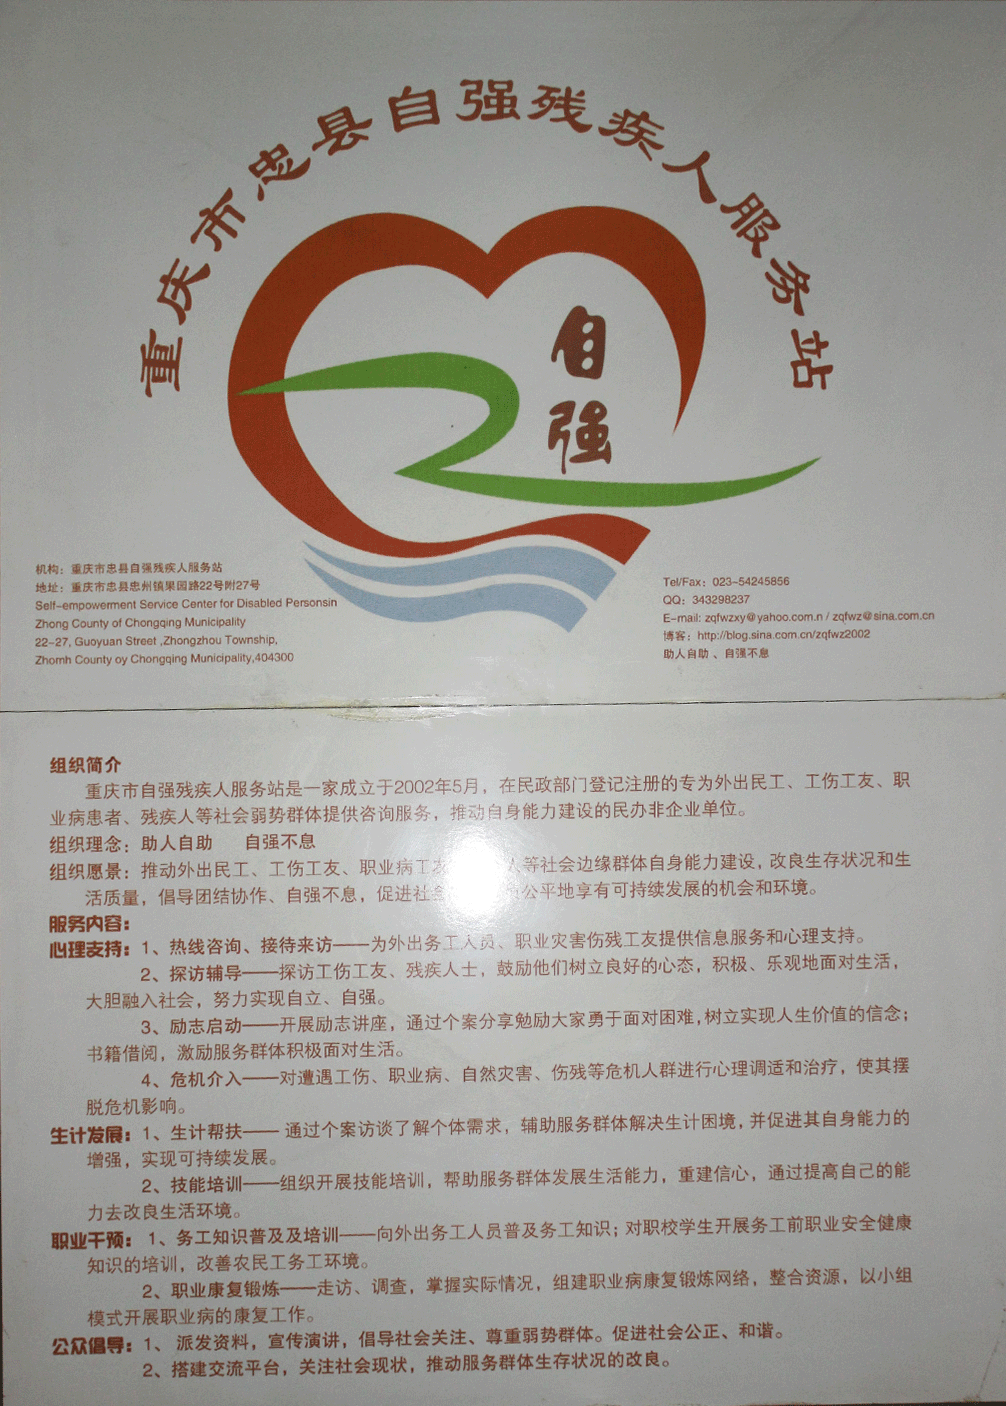 重庆市忠县自强残疾人服务站
自
强
机构：重庆市忠县自强残疾人服务站
地址：重庆市忠县忠州镇果园路22号附27号
Self-empowerment Service Center for Disabled Personsin
Zhong County of Chongqing Municipality
22-27, Guoyuan Street ,Zhongzhou Township,
Zhomh County oy Chongqing Municipality,404300
Tel/Fax：023-54245856
QQ：343298237
E-mail: zqfwzxy@yahoo.com.n / zqfwz@sina.com.cn
博客：http://blog.sina.com.cn/zqfwz2002
助人自助 、自强不息
组织简介
重庆市自强残疾人服务站是一家成立于2002年5月，在民政部门登记注册的专为外出民工、工伤工友、职
业病患者、残疾人等社会弱势群体提供咨询服务，推动自身能力建设的民办非企业单位。
组织理念：助人自助 自强不息
组织愿景：推动外出民工、工伤工友、职业病工友 人等社会边缘群体自身能力建设，改良生存状况和生
活质量，倡导团结协作、自强不息，促进社会 公平地享有可持续发展的机会和环境。
服务内容：
心理支持：1、热线咨询、接待来访——为外出务工人员、职业灾害伤残工友提供信息服务和心理支持。
2、探访辅导——探访工伤工友、残疾人士，鼓励他们树立良好的心态，积极、乐观地面对生活，
大胆融入社会，努力实现自立、自强。
3、励志启动——开展励志讲座，通过个案分享勉励大家勇于面对困难，树立实现人生价值的信念；
书籍借阅，激励服务群体积极面对生活。
4、危机介入——对遭遇工伤、职业病、自然灾害、伤残等危机人群进行心理调适和治疗，使其摆
脱危机影响。
生计发展：1、生计帮扶—— 通过个案访谈了解个体需求，辅助服务群体解决生计困境，并促进其自身能力的
增强，实现可持续发展。
2、技能培训——组织开展技能培训，帮助服务群体发展生活能力，重建信心，通过提高自己的能
力去改良生活环境。
职业干预：1、务工知识普及及培训——向外出务工人员普及务工知识；对职校学生开展务工前职业安全健康
知识的培训，改善农民工务工环境。
2、职业康复锻炼——走访、调查，掌握实际情况，组建职业病康复锻炼网络，整合资源，以小组
模式开展职业病的康复工作。
公众倡导：1、 派发资料，宣传演讲，倡导社会关注、尊重弱势群体。促进社会公正、和谐。
2、搭建交流平台，关注社会现状，推动服务群体生存状况的改良。